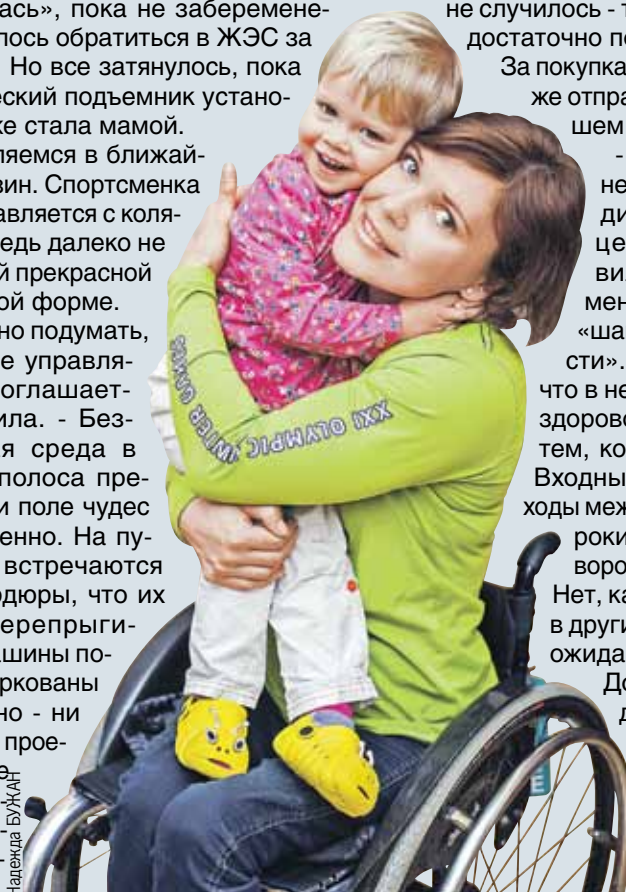 ась», пока не заберемене-
лось обратиться в ЖЭС за
Но все затянулось, пока
еский подъемник устано-
же стала мамой.
ляемся в ближай-
зин. Спортсменка
авляется с коля-
едь далеко не
й прекрасной
ой форме.
но подумать,
е управля-
оглашает-
ила. - Без-
я среда в
полоса пре-
и поле чудес
енно. На пу-
встречаются
рдюры, что их
ерепрыги-
ашины по-
ркованы
но - ни
прое-
Надежда БУЖАН
XXI OLYMPIC WINTER GAMES
не случилось - т
достаточно по
За покупка
же отпра
шем
-
не
ди
це
ви
мен
«ша
сти».
что в не
здорово
тем, ко
Входны
ходы меж
роки
воро
Нет, ка
в други
ожида
До
д